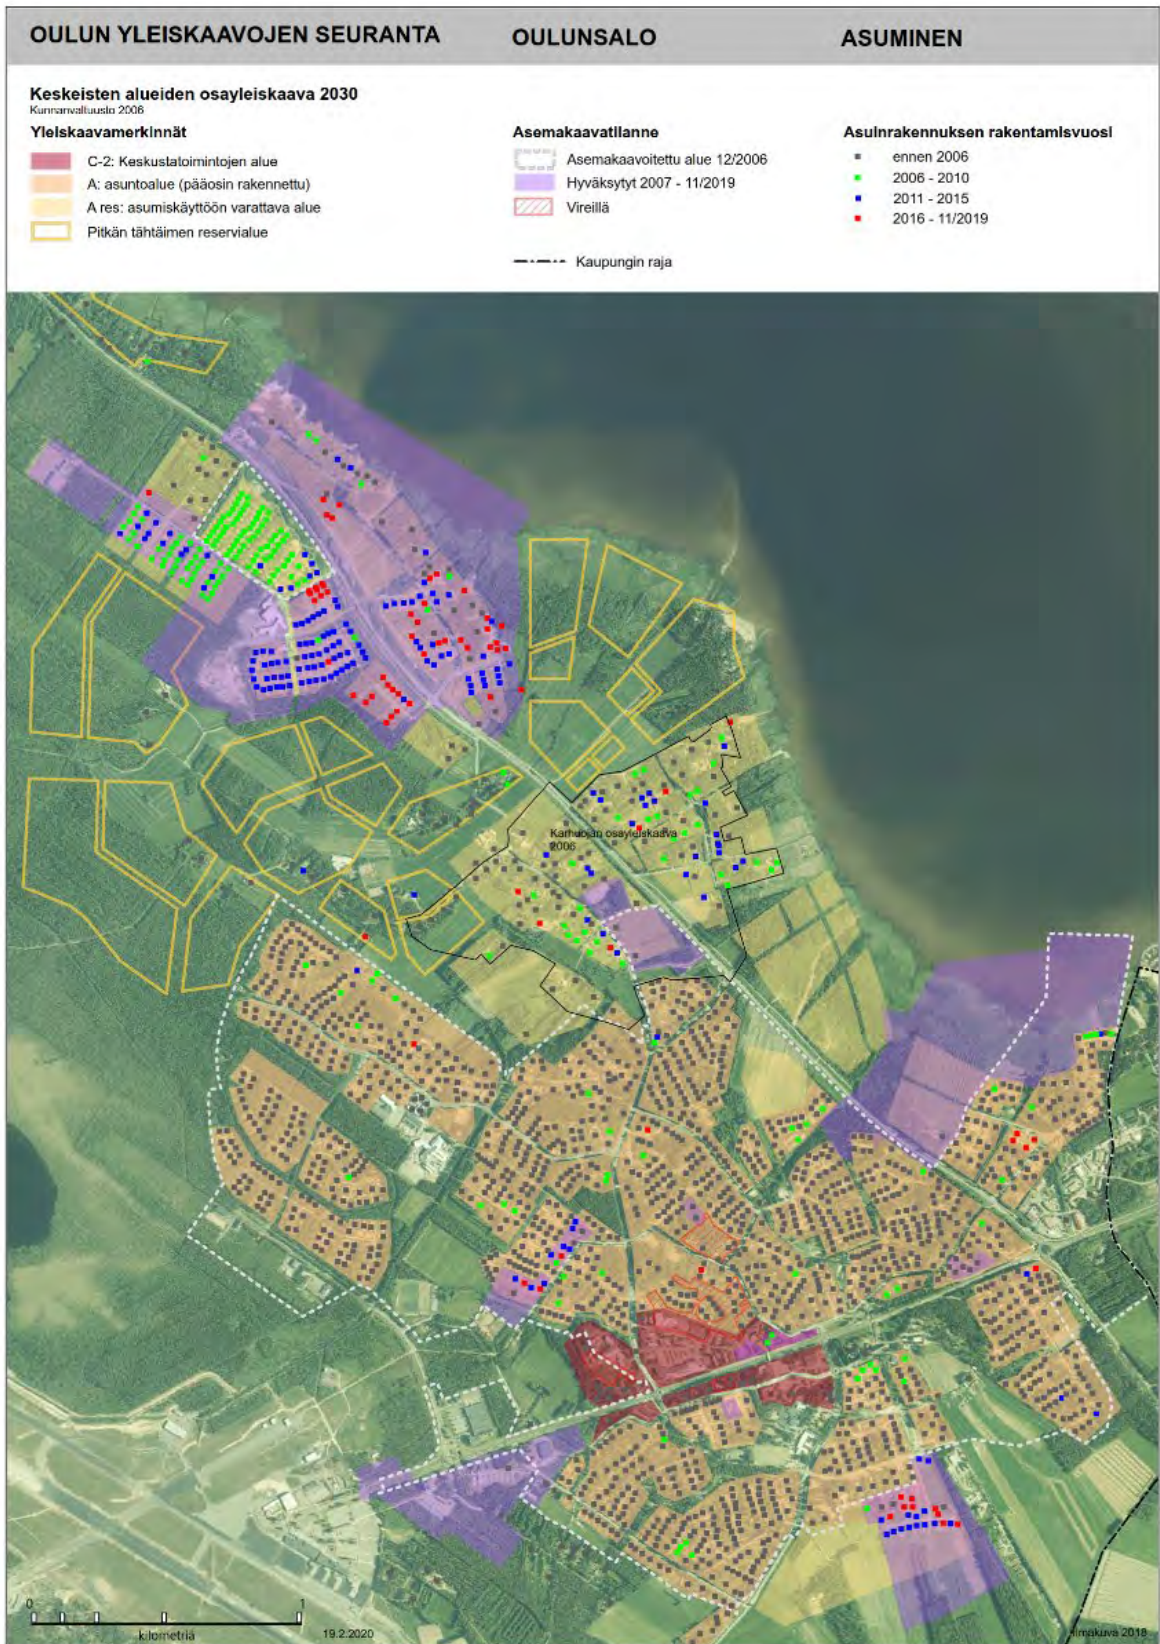 OULUN YLEISKAAVOJEN SEURANTA OULUNSALO ASUMINEN
Keskeisten alueiden osayleiskaava 2030
Kunnanvaltuusto 2006
Yleiskaavamerkinnät
C-2: Keskustatoimintojen alue
A: asuntoalue (pääosin rakennettu)
A res: asumiskäyttöön varattava alue
Pitkän tähtäimen reservialue
Asemakaavatilanne
Asemakaavoitettu alue 12/2006
Hyväksytyt 2007 - 11/2019
Vireillä
Kaupungin raja
Asuinrakennuksen rakentamisvuosi
ennen 2006
2006 - 2010
2011 - 2015
2016 - 11/2019
Karhuojan osayleiskaava
2006
0 1
kilometriä
19.2.2020
Ilmakuva 2018